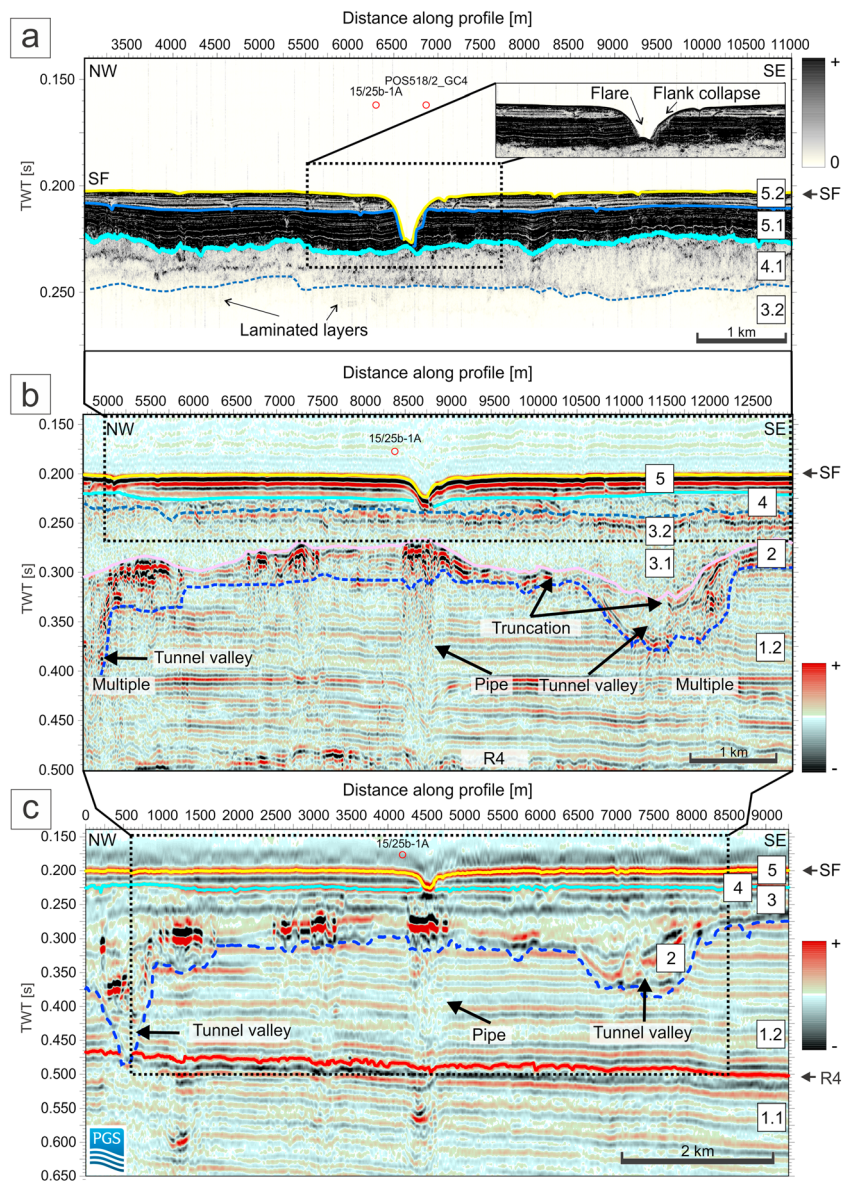 a
Distance along profile [m]
3500 4000 4500 5000 5500 6000 6500 7000 7500 8000 8500 9000 9500 10000 10500 11000
NW
SE
POS518/2_GC4
15/25b-1A
Flare
Flank collapse
+
0
0.150
0.200
0.250
TWT [s]
SF
5.2
SF
5.1
4.1
3.2
Laminated layers
1 km
b
Distance along profile [m]
5000 5500 6000 6500 7000 7500 8000 8500 9000 9500 10000 10500 11000 11500 12000 12500
NW
SE
15/25b-1A
0.150
0.200
0.250
0.300
0.350
0.400
0.450
0.500
TWT [s]
5
SF
4
3.2
3.1
2
Truncation
1.2
Tunnel valley
Multiple
Pipe
Tunnel valley
Multiple
R4
1 km
+
-
c
Distance along profile [m]
0 500 1000 1500 2000 2500 3000 3500 4000 4500 5000 5500 6000 6500 7000 7500 8000 8500 9000
NW
SE
15/25b-1A
0.150
0.200
0.250
0.300
0.350
0.400
0.450
0.500
0.550
0.600
0.650
TWT [s]
5
SF
4
3
2
Tunnel valley
Pipe
Tunnel valley
1.2
R4
1.1
PGS
2 km
+
-